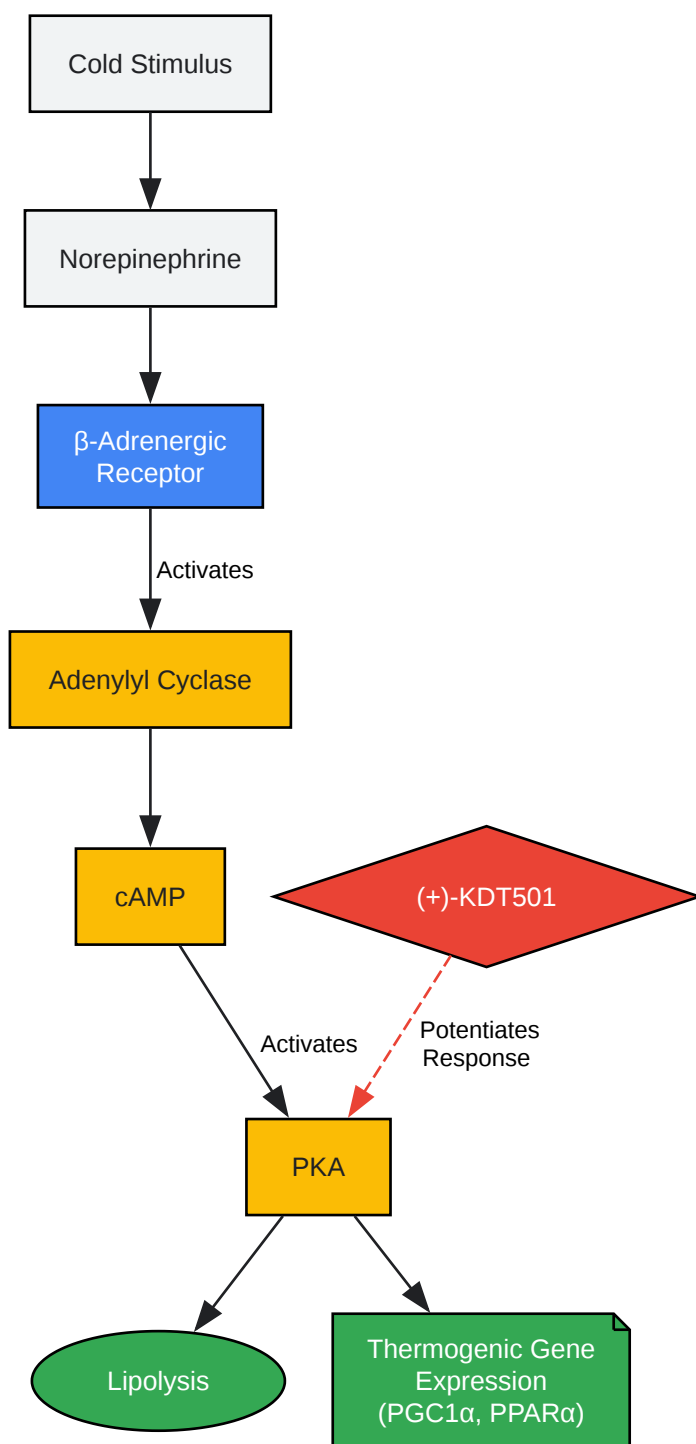 Cold Stimulus
Norepinephrine
β-Adrenergic
Receptor
Activates
Adenylyl Cyclase
cAMP
(+)-KDT501
Activates
Potentiates
Response
PKA
Lipolysis
Thermogenic Gene
Expression
(PGC1α, PPARα)